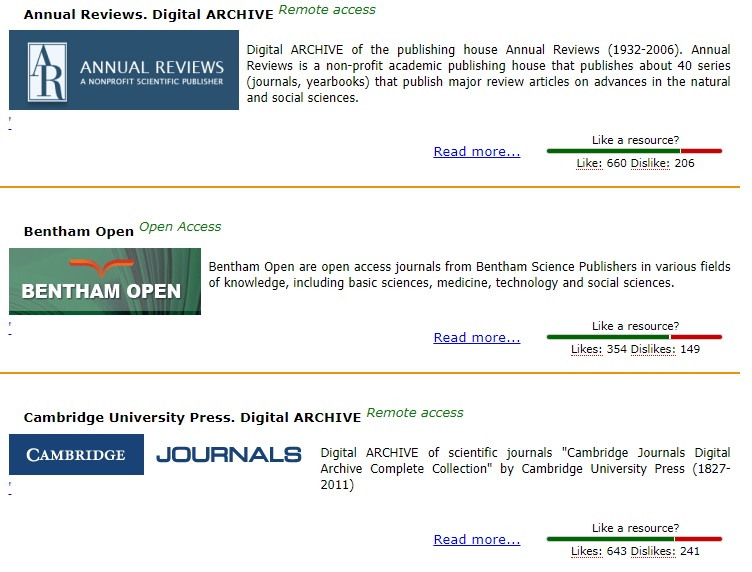 Annual Reviews. Digital ARCHIVE Remote access
AR
ANNUAL REVIEWS
A NONPROFIT SCIENTIFIC PUBLISHER
Digital ARCHIVE of the publishing house Annual Reviews (1932-2006). Annual
Reviews is a non-profit academic publishing house that publishes about 40 series
(journals, yearbooks) that publish major review articles on advances in the natural
and social sciences.
'
Like a resource?
Read more...
Like: 660 Dislike: 206
Bentham Open Open Access
BENTHAM OPEN
Bentham Open are open access journals from Bentham Science Publishers in various fields
of knowledge, including basic sciences, medicine, technology and social sciences.
'
Like a resource?
Read more...
Likes: 354 Dislikes: 149
Cambridge University Press. Digital ARCHIVE Remote access
CAMBRIDGE JOURNALS
Digital ARCHIVE of scientific journals "Cambridge Journals Digital
Archive Complete Collection" by Cambridge University Press (1827-
2011)
'
Like a resource?
Read more...
Likes: 643 Dislikes: 241